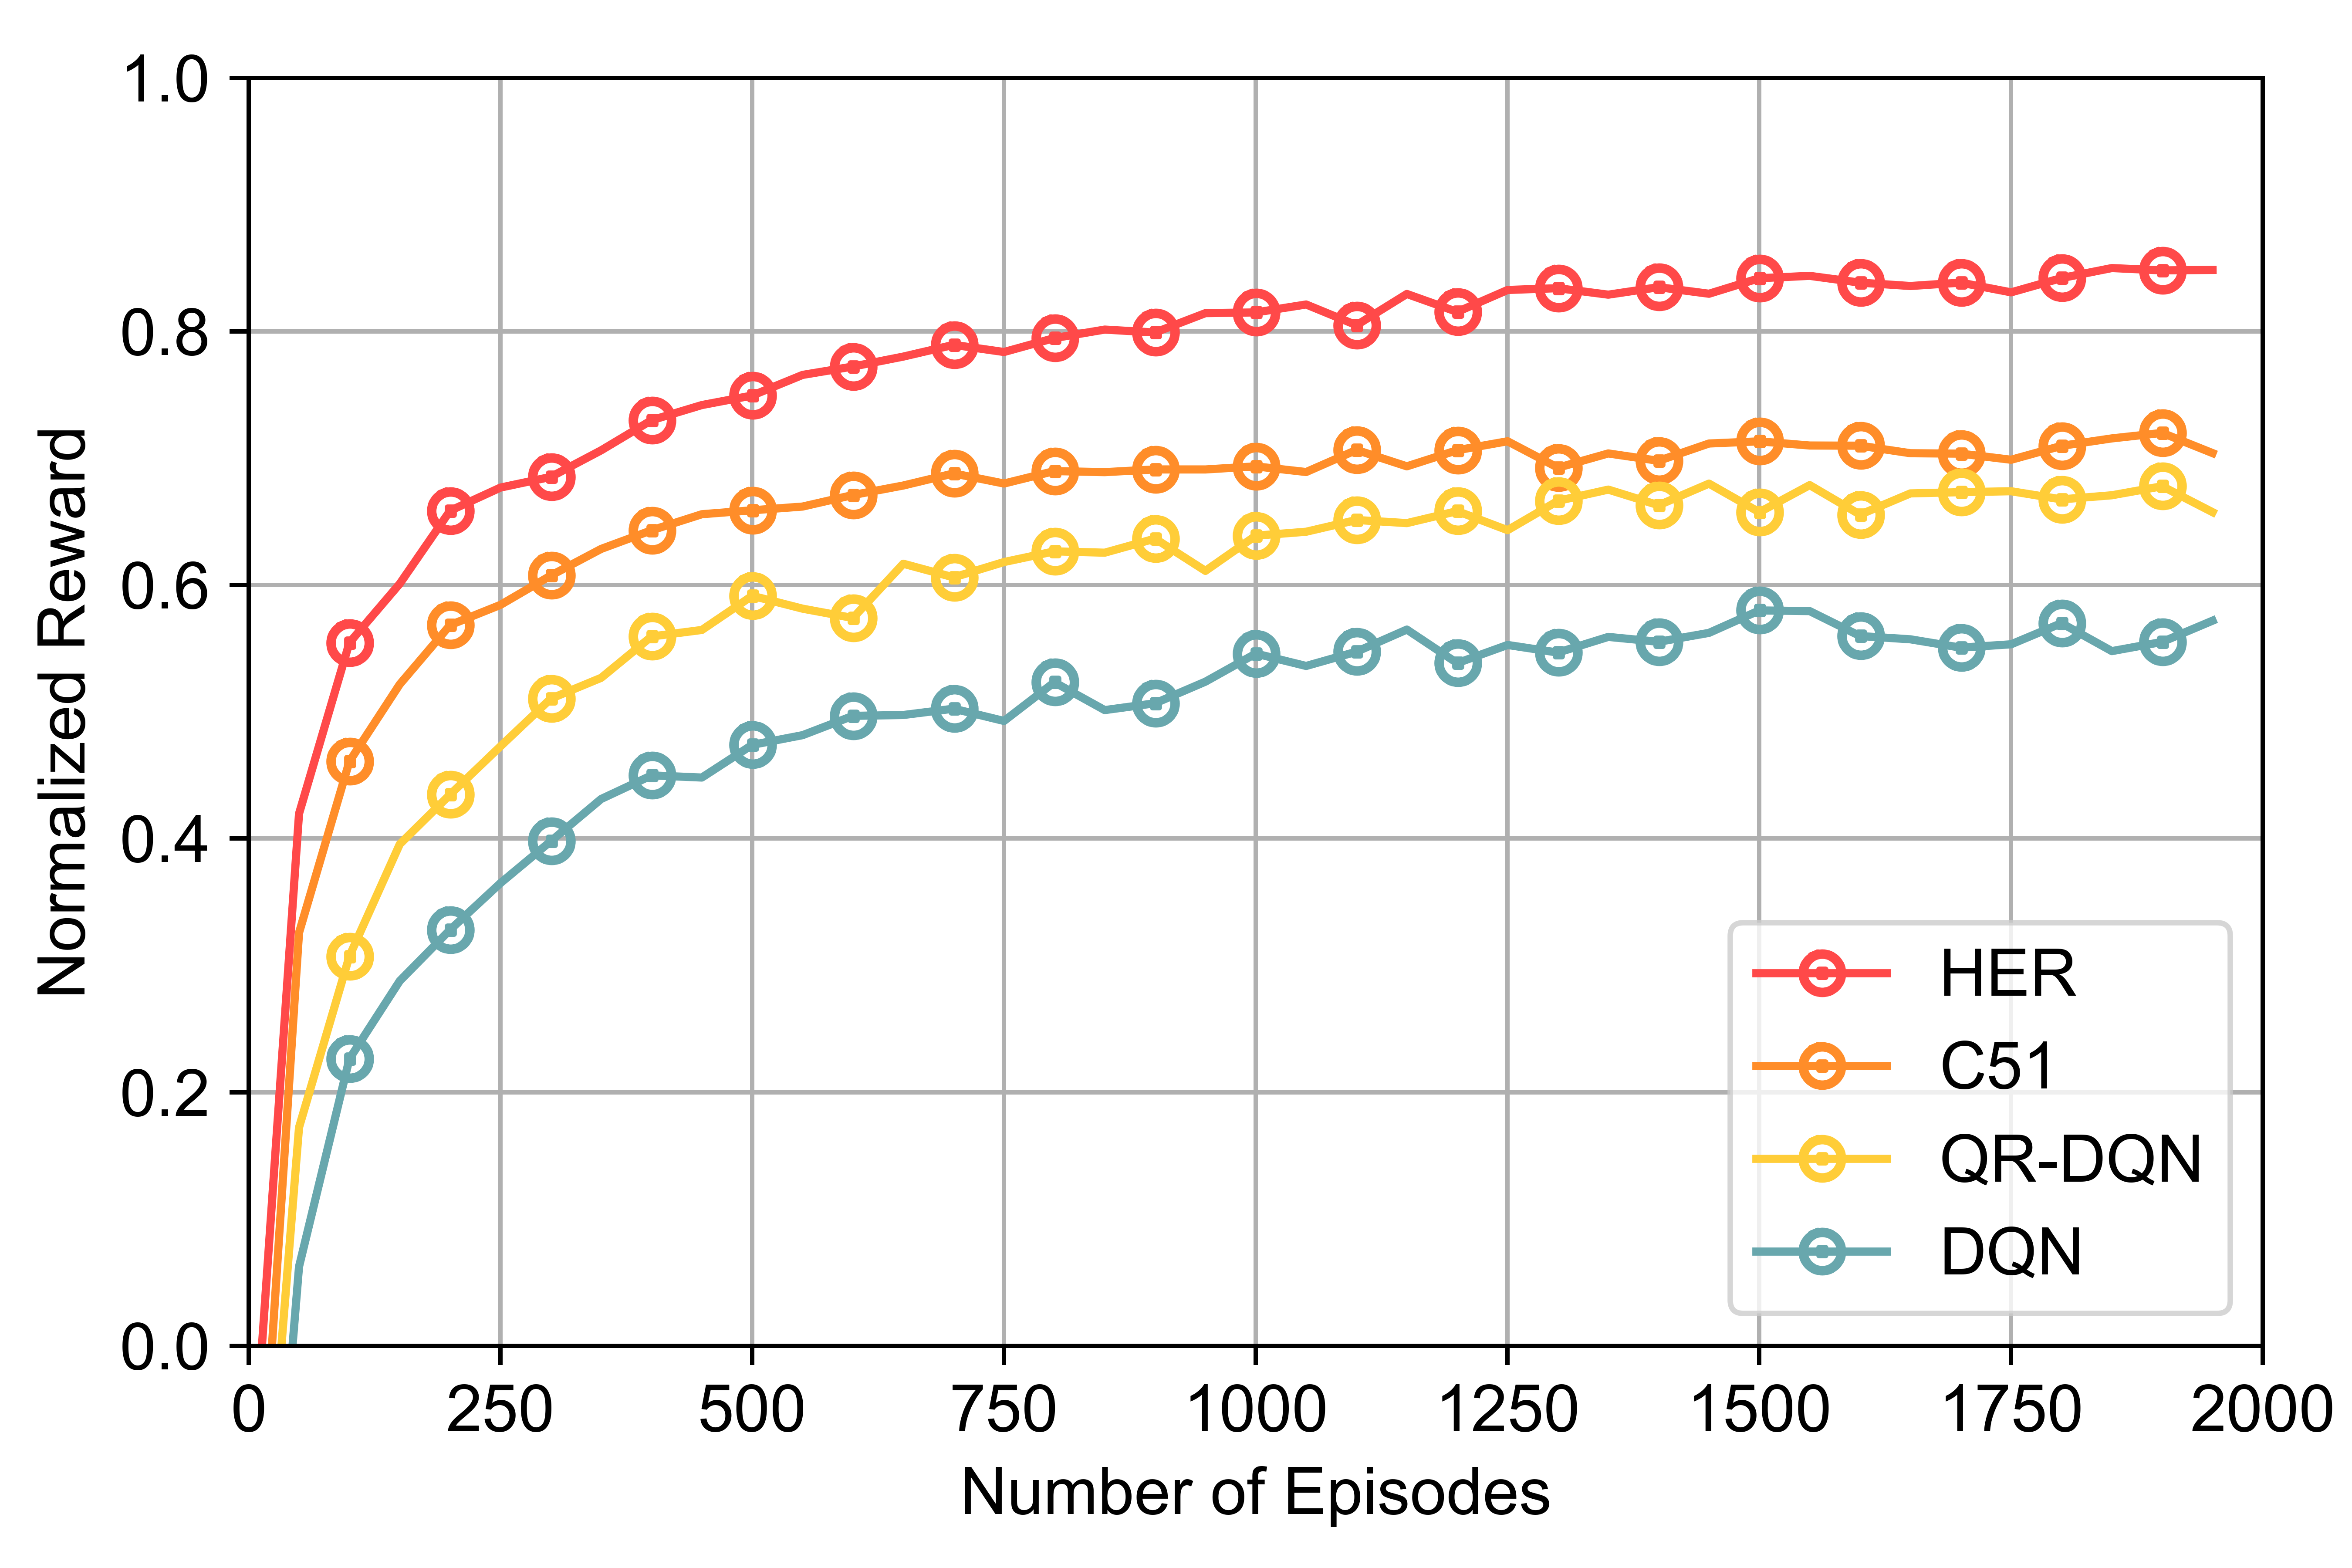 1.0
0.8
0.6
0.4
0.2
0.0
Normalized Reward
0 250 500 750 1000 1250 1500 1750 2000
Number of Episodes
HER
C51
QR-DQN
DQN